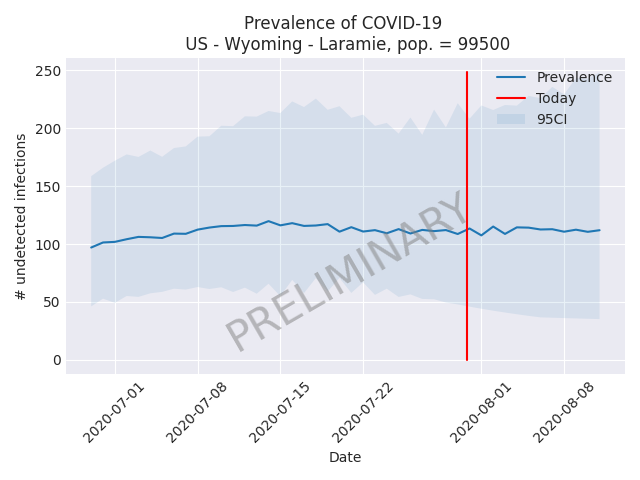 Prevalence of COVID-19
US - Wyoming - Laramie, pop. = 99500
250
200
150
100
50
0
# undetected infections
Prevalence
Today
95CI
PRELIMINARY
2020-07-01
2020-07-08
2020-07-15
2020-07-22
2020-08-01
2020-08-08
Date